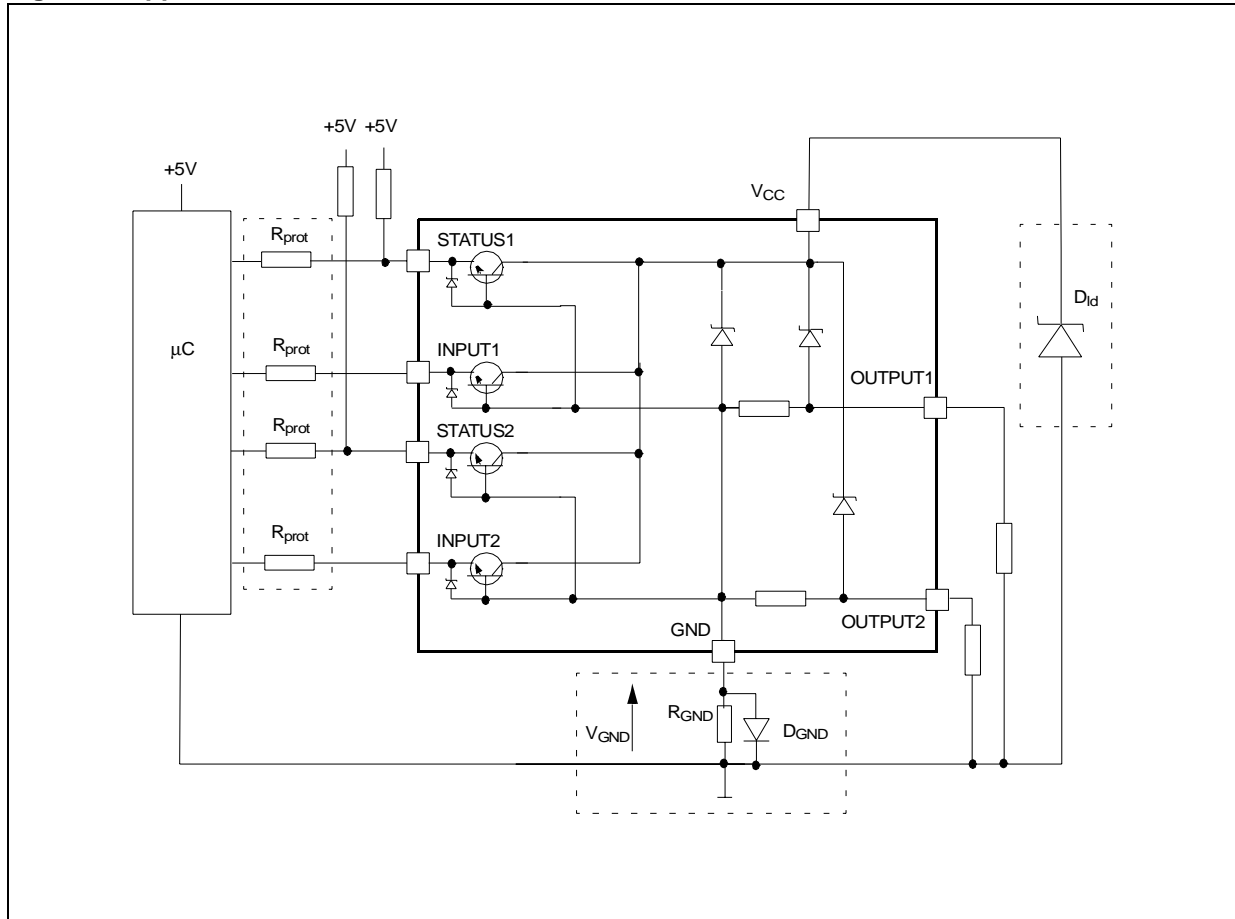 +5V +5V
+5V
VCC
Rprot
STATUS1
Dld
μC
Rprot
INPUT1
OUTPUT1
Rprot
STATUS2
Rprot
INPUT2
GND
OUTPUT2
RGND
VGND
DGND